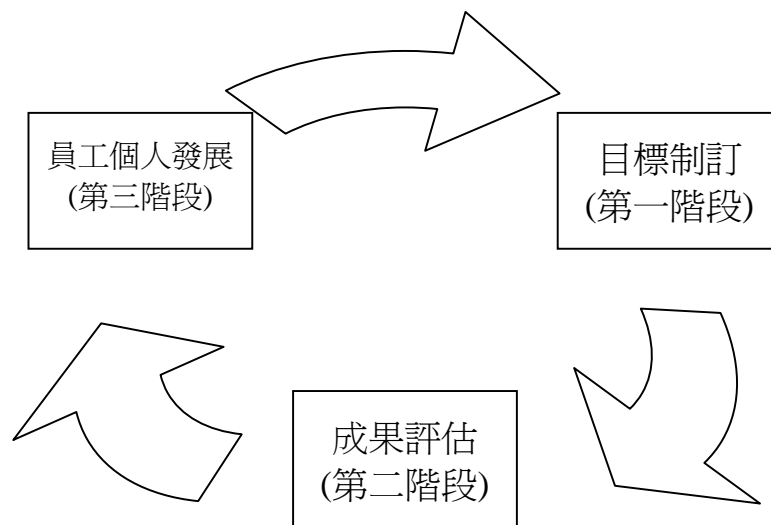 員工個人發展
(第三階段)
目標制訂
(第一階段)
成果評估
(第二階段)